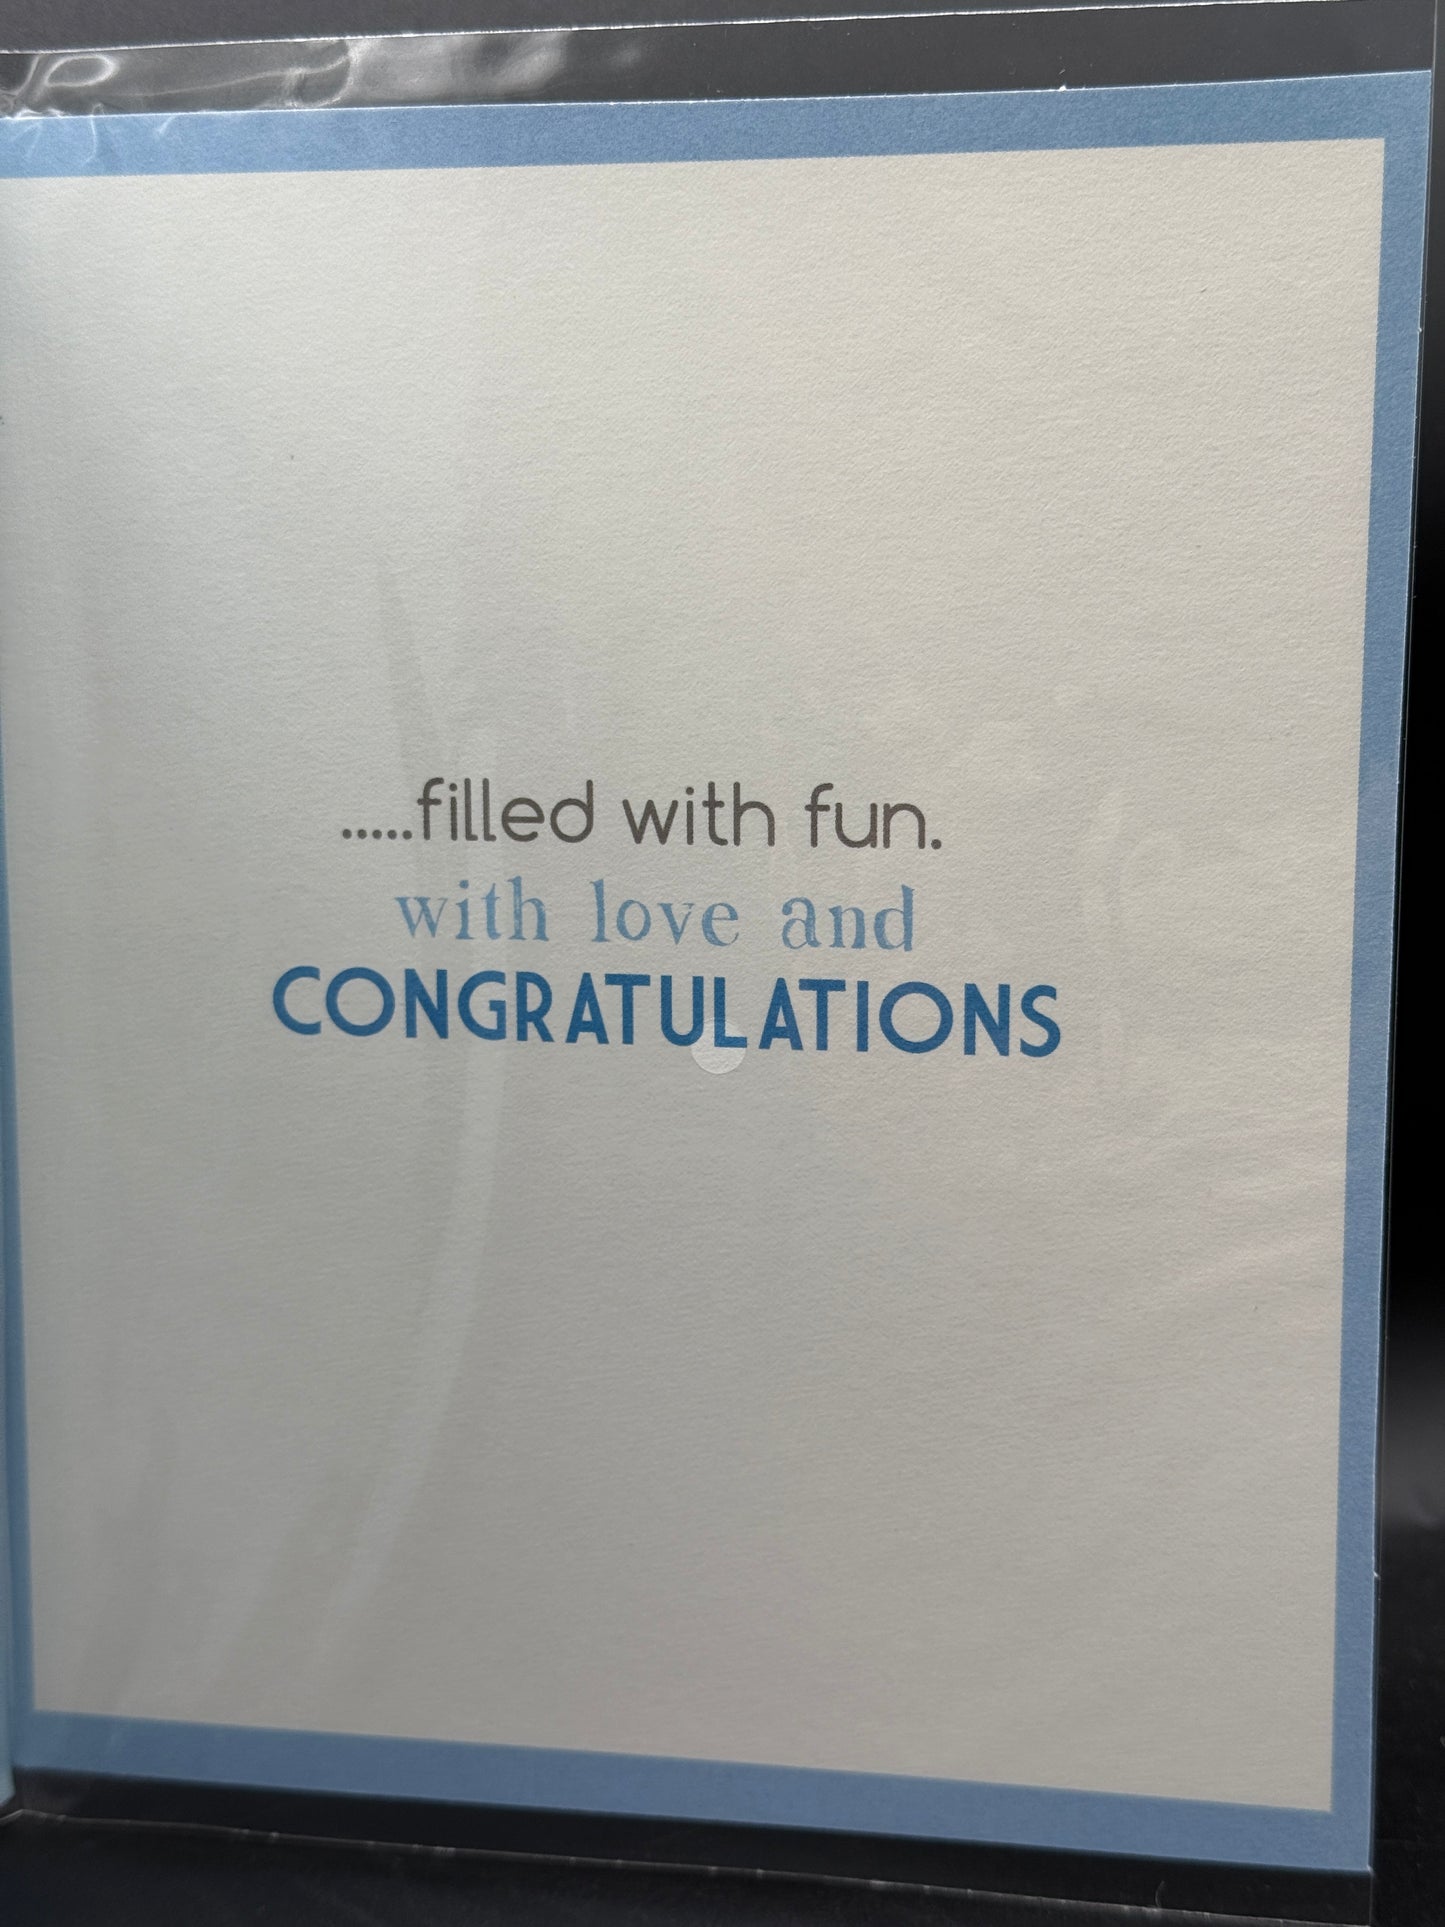 .....filled with fun.
with love and
CONGRATULATIONS